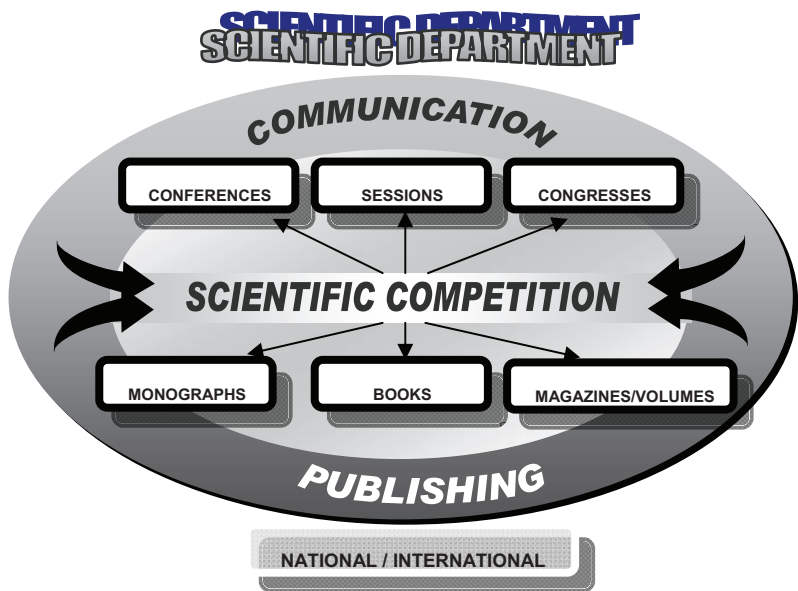 SCIENTIFIC DEPARTMENT
COMMUNICATION
CONFERENCES
SESSIONS
CONGRESSES
SCIENTIFIC COMPETITION
MONOGRAPHS
BOOKS
MAGAZINES/VOLUMES
PUBLISHING
NATIONAL / INTERNATIONAL